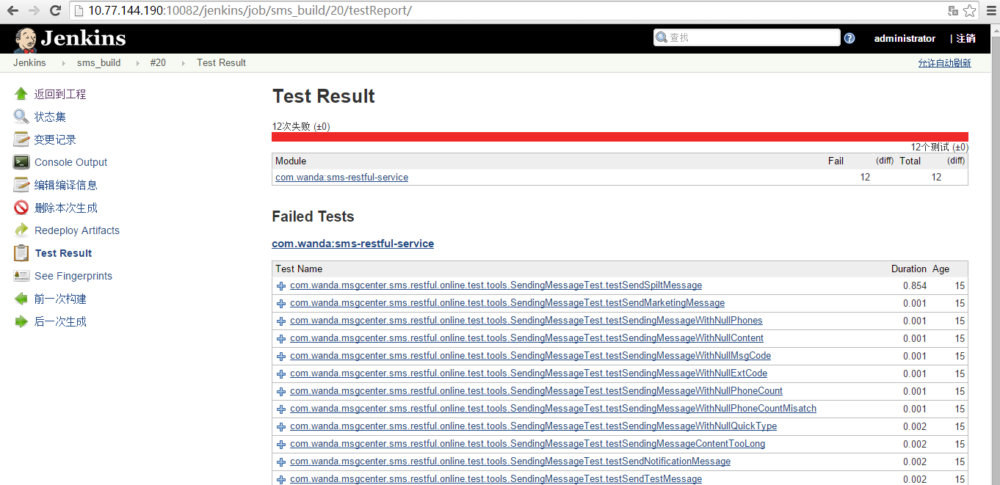 10.77.144.190:10082/jenkins/job/sms_build/20/testReport/
Jenkins
查找
administrator
| 注销
Jenkins sms_build #20 Test Result
允许自动刷新
返回到工程
状态集
变更记录
Console Output
编辑编译信息
删除本次生成
Redeploy Artifacts
Test Result
See Fingerprints
前一次构建
后一次生成
Test Result
12次失败 (±0)
12个测试 (±0)
Module Fail (diff) Total (diff)
com.wanda:sms-restful-service 12 12
Failed Tests
com.wanda:sms-restful-service
Test Name Duration Age
com.wanda.msgcenter.sms.restful.online.test.tools.SendingMessageTest.testSendSpiltMessage 0.854 15
com.wanda.msgcenter.sms.restful.online.test.tools.SendingMessageTest.testSendMarketingMessage 0.001 15
com.wanda.msgcenter.sms.restful.online.test.tools.SendingMessageTest.testSendingMessageWithNullPhones 0.001 15
com.wanda.msgcenter.sms.restful.online.test.tools.SendingMessageTest.testSendingMessageWithNullContent 0.001 15
com.wanda.msgcenter.sms.restful.online.test.tools.SendingMessageTest.testSendingMessageWithNullMsgCode 0.001 15
com.wanda.msgcenter.sms.restful.online.test.tools.SendingMessageTest.testSendingMessageWithNullExtCode 0.001 15
com.wanda.msgcenter.sms.restful.online.test.tools.SendingMessageTest.testSendingMessageWithNullPhoneCount 0.001 15
com.wanda.msgcenter.sms.restful.online.test.tools.SendingMessageTest.testSendingMessageWithNullPhoneCountMisatch 0.001 15
com.wanda.msgcenter.sms.restful.online.test.tools.SendingMessageTest.testSendingMessageWithNullQuickType 0.002 15
com.wanda.msgcenter.sms.restful.online.test.tools.SendingMessageTest.testSendingMessageContentTooLong 0.002 15
com.wanda.msgcenter.sms.restful.online.test.tools.SendingMessageTest.testSendNotificationMessage 0.002 15
com.wanda.msgcenter.sms.restful.online.test.tools.SendingMessageTest.testSendTestMessage 0.002 15